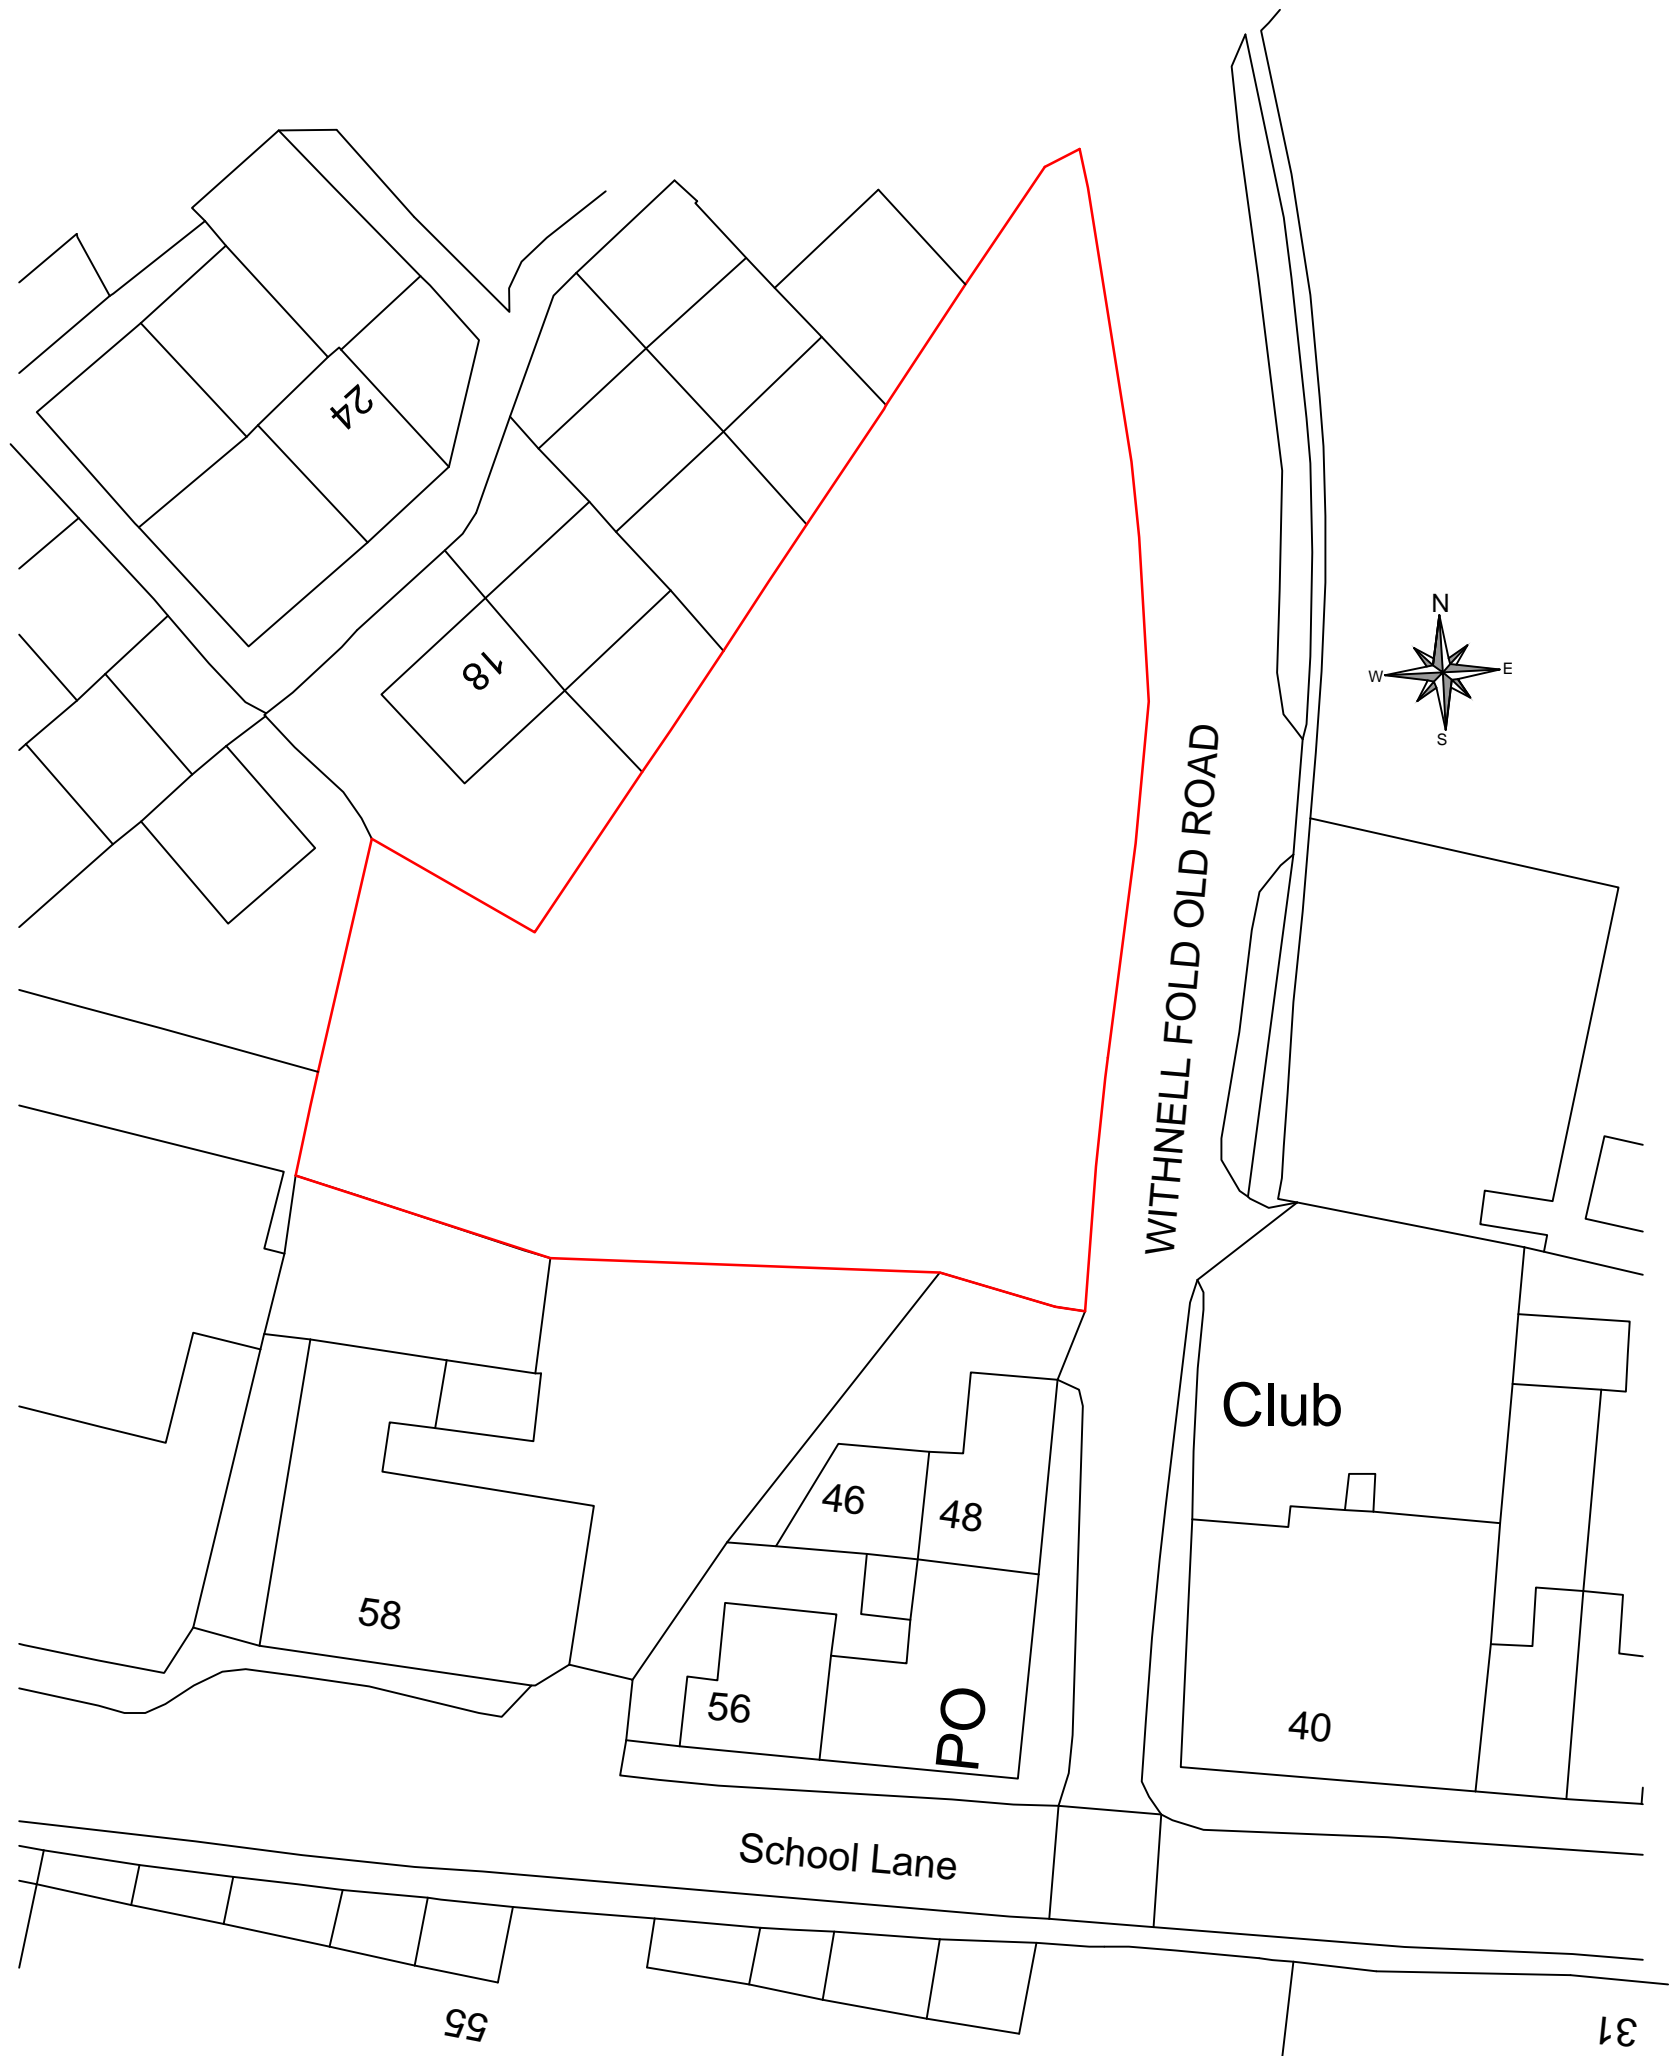 24
18
N
W
E
S
WITHNELL FOLD OLD ROAD
Club
46
48
58
56
PO
40
School Lane
55
31